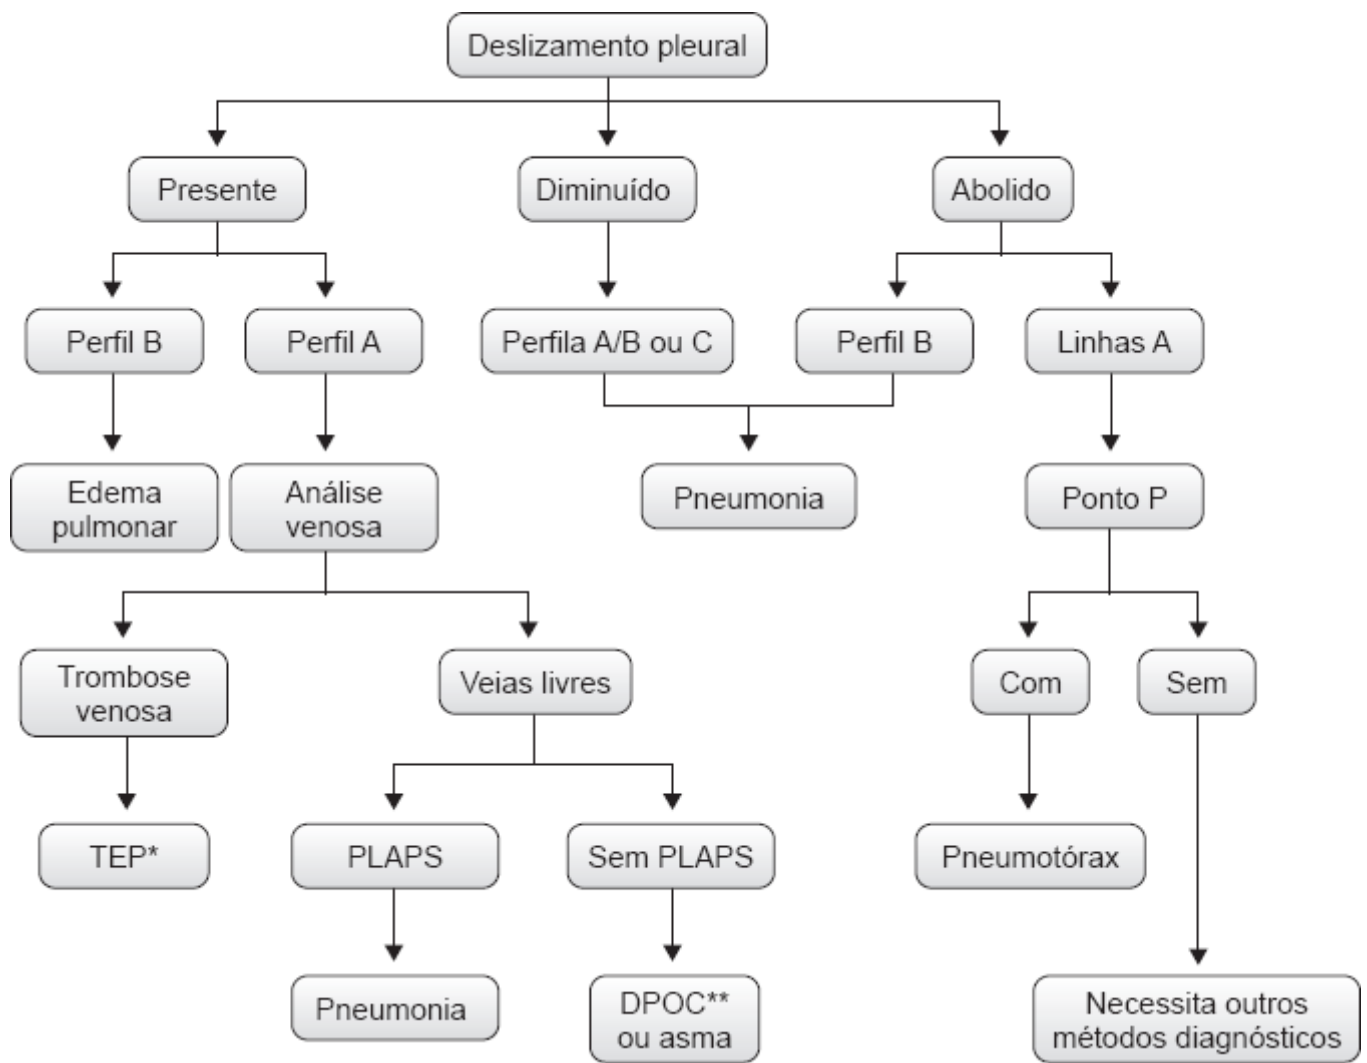 Deslizamento pleural
Presente
Diminuído
Abolido
Perfil B
Perfil A
Perfila A/B ou C
Perfil B
Linhas A
Edema
pulmonar
Análise
venosa
Pneumonia
Ponto P
Trombose
venosa
Veias livres
Com
Sem
TEP*
PLAPS
Sem PLAPS
Pneumotórax
Pneumonia
DPOC**
ou asma
Necessita outros
métodos diagnósticos